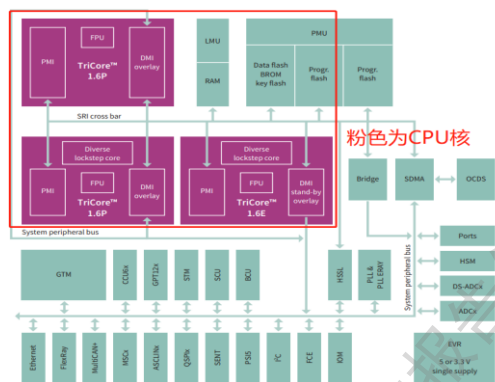 FPU
PMI
TriCore™
1.6P
DMI
overlay
LMU
RAM
PMU
Data flash
BROM
key flash
Progr.
flash
Progr.
flash
SRI cross bar
粉色为CPU核
Diverse
lockstep core
PMI
FPU
DMI
overlay
TriCore™
1.6P
Diverse
lockstep core
PMI
FPU
DMI
stand-by
overlay
TriCore™
1.6E
Bridge
SDMA
OCDS
System peripheral bus
GTM
CCU6x
GPT12x
STM
SCU
BCU
HSSL
PLL &
PLL ERAY
System peripheral bus
Ports
HSM
DS-ADCx
ADCx
Ethernet
FlexRay
MultiCAN+
MSCx
ASCLINx
QSPIx
SENT
PSI5
I²C
FCE
IOM
EVR
5 or 3.3 V
single supply
报告